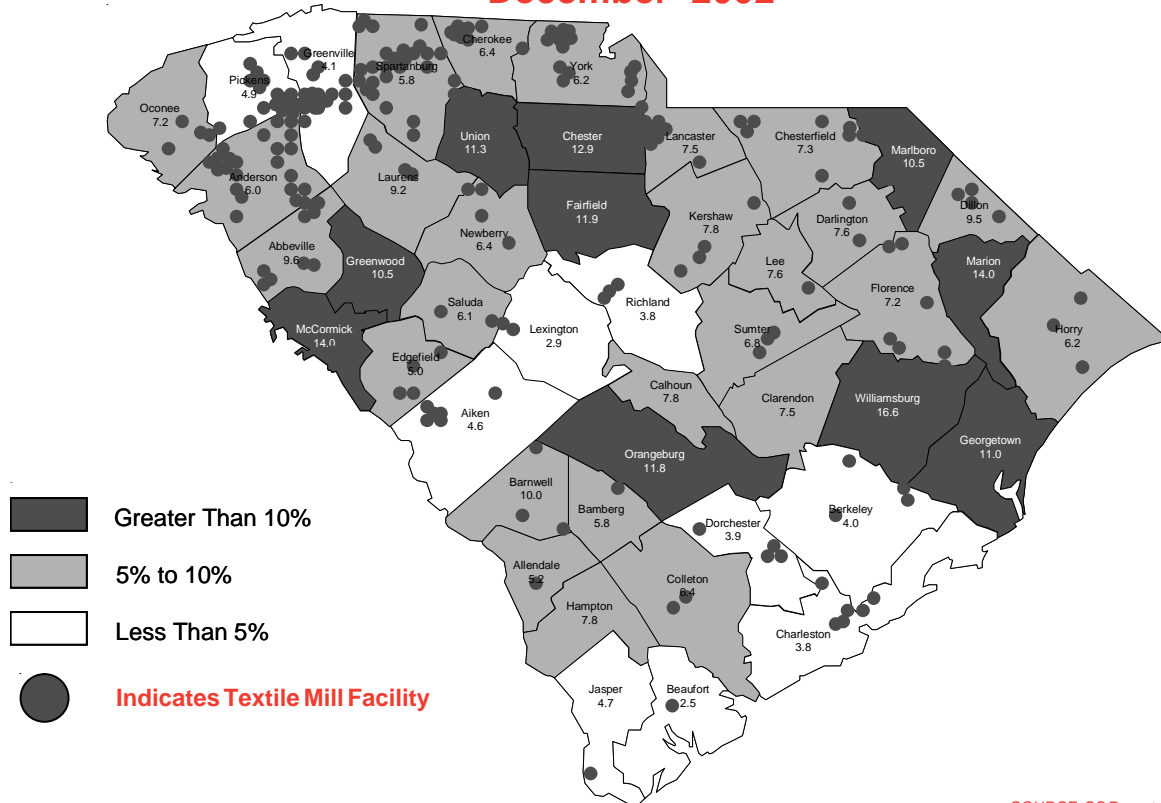 December 2002
Cherokee
6.4
Greenville
4.1
Spartanburg
5.8
York
6.2
Pickens
4.9
Oconee
7.2
Union
11.3
Chester
12.9
Lancaster
7.5
Chesterfield
7.3
Marlboro
10.5
Anderson
6.0
Laurens
9.2
Fairfield
11.9
Kershaw
7.8
Darlington
7.6
Dillon
9.5
Newberry
6.4
Abbeville
9.6
Greenwood
10.5
Lee
7.6
Marion
14.0
Florence
7.2
Saluda
6.1
Richland
3.8
McCormick
14.0
Lexington
2.9
Sumter
6.8
Horry
6.2
Edgefield
5.0
Calhoun
7.8
Clarendon
7.5
Williamsburg
16.6
Aiken
4.6
Georgetown
11.0
Orangeburg
11.8
Barnwell
10.0
Bamberg
5.8
Berkeley
4.0
Dorchester
3.9
Greater Than 10%
Allendale
5.2
5% to 10%
Colleton
6.4
Hampton
7.8
Less Than 5%
Charleston
3.8
Jasper
4.7
Beaufort
2.5
Indicates Textile Mill Facility